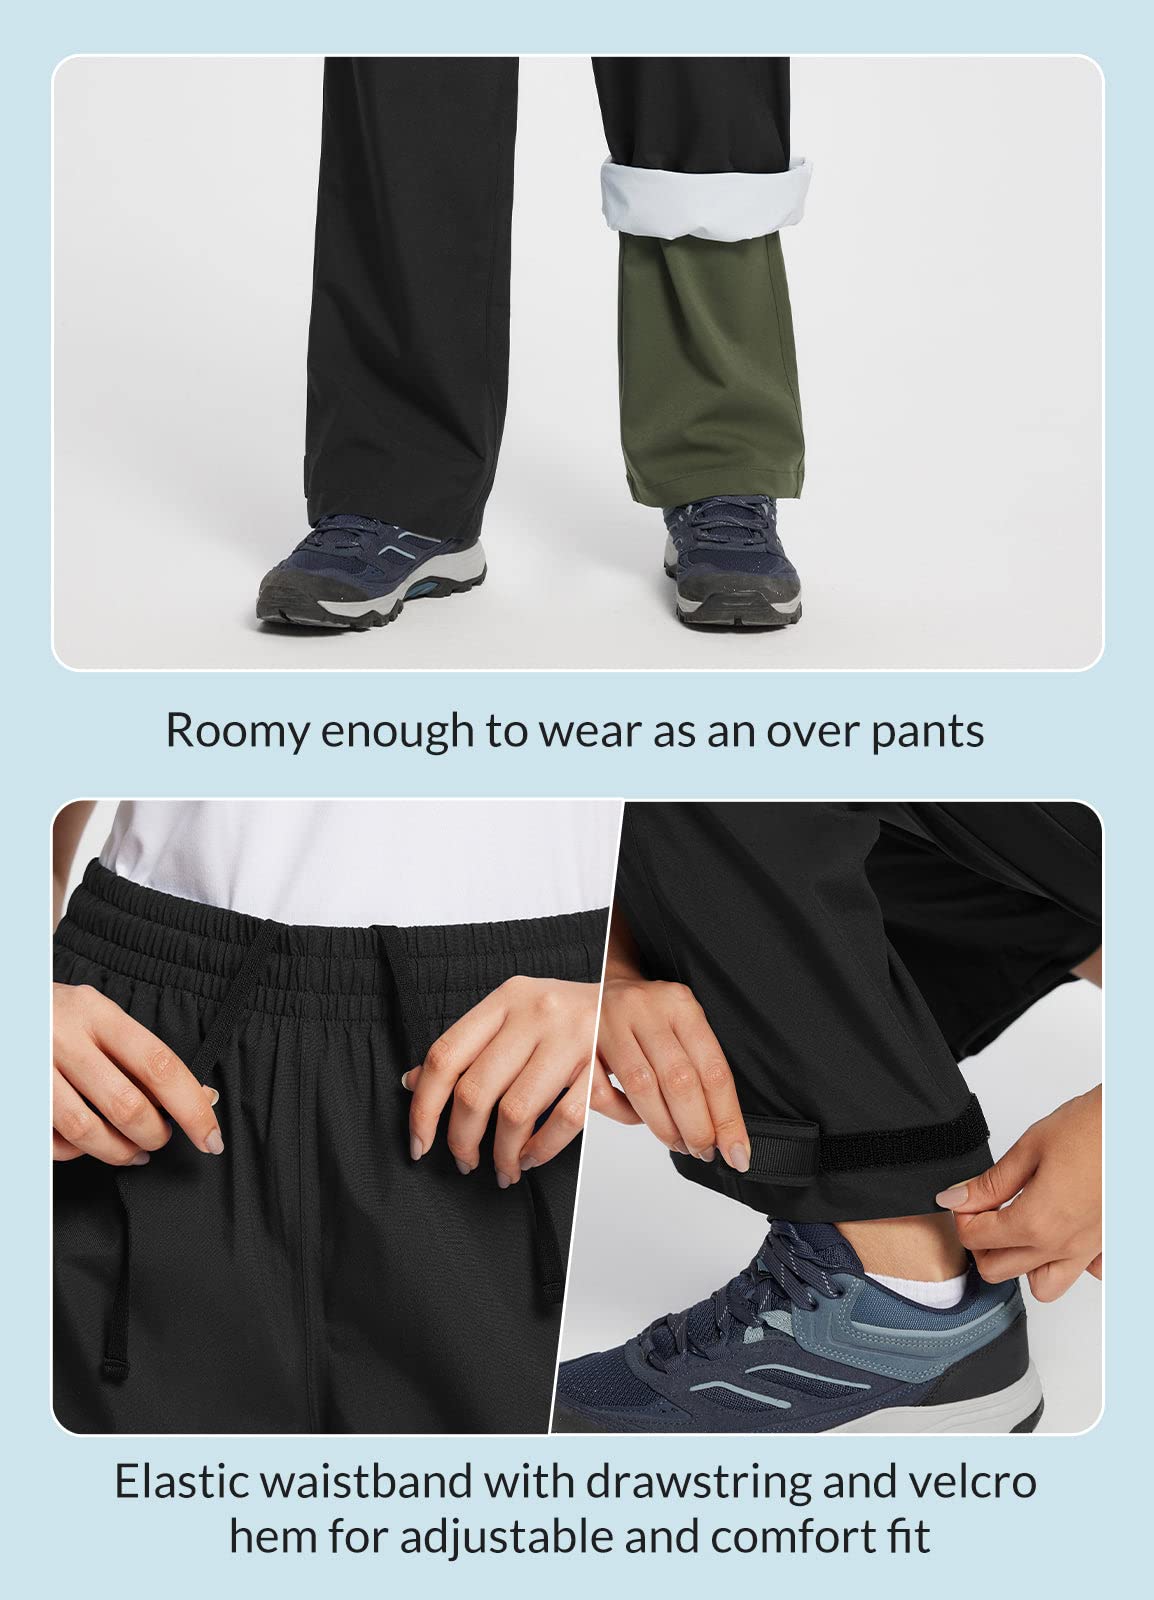 Roomy enough to wear as an over pants
Elastic waistband with drawstring and velcro
hem for adjustable and comfort fit